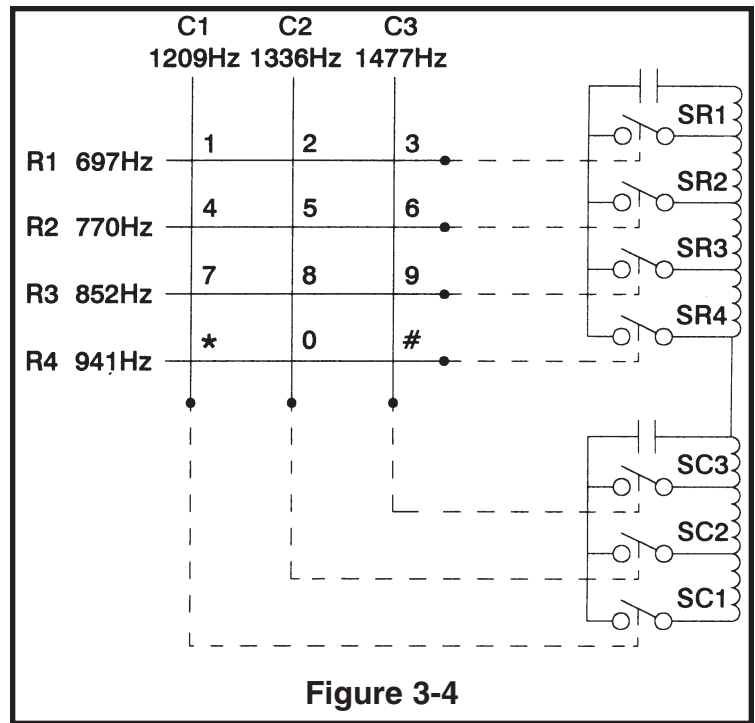 C1 C2 C3
1209Hz 1336Hz 1477Hz
SR1
1 2 3
R1 697Hz
SR2
4 5 6
R2 770Hz
SR3
7 8 9
R3 852Hz
SR4
* 0 #
R4 941Hz
SC3
SC2
SC1
Figure 3-4